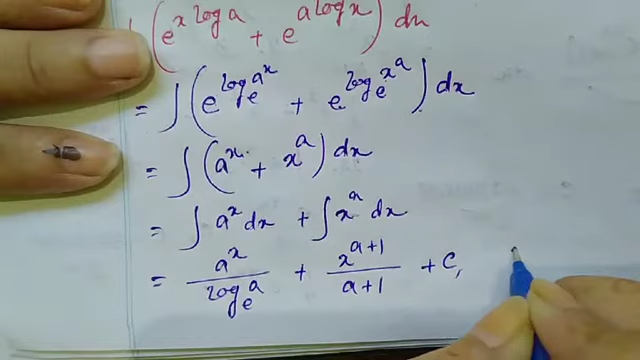 ∫ (e^{x log a} + e^{a log x}) dx
= ∫ (e^{log_e a^x} + e^{log_e x^a}) dx
= ∫ (a^x + x^a) dx
= ∫ a^x dx + ∫ x^a dx
= a^x / log_e a + x^{a+1} / a+1 + C,